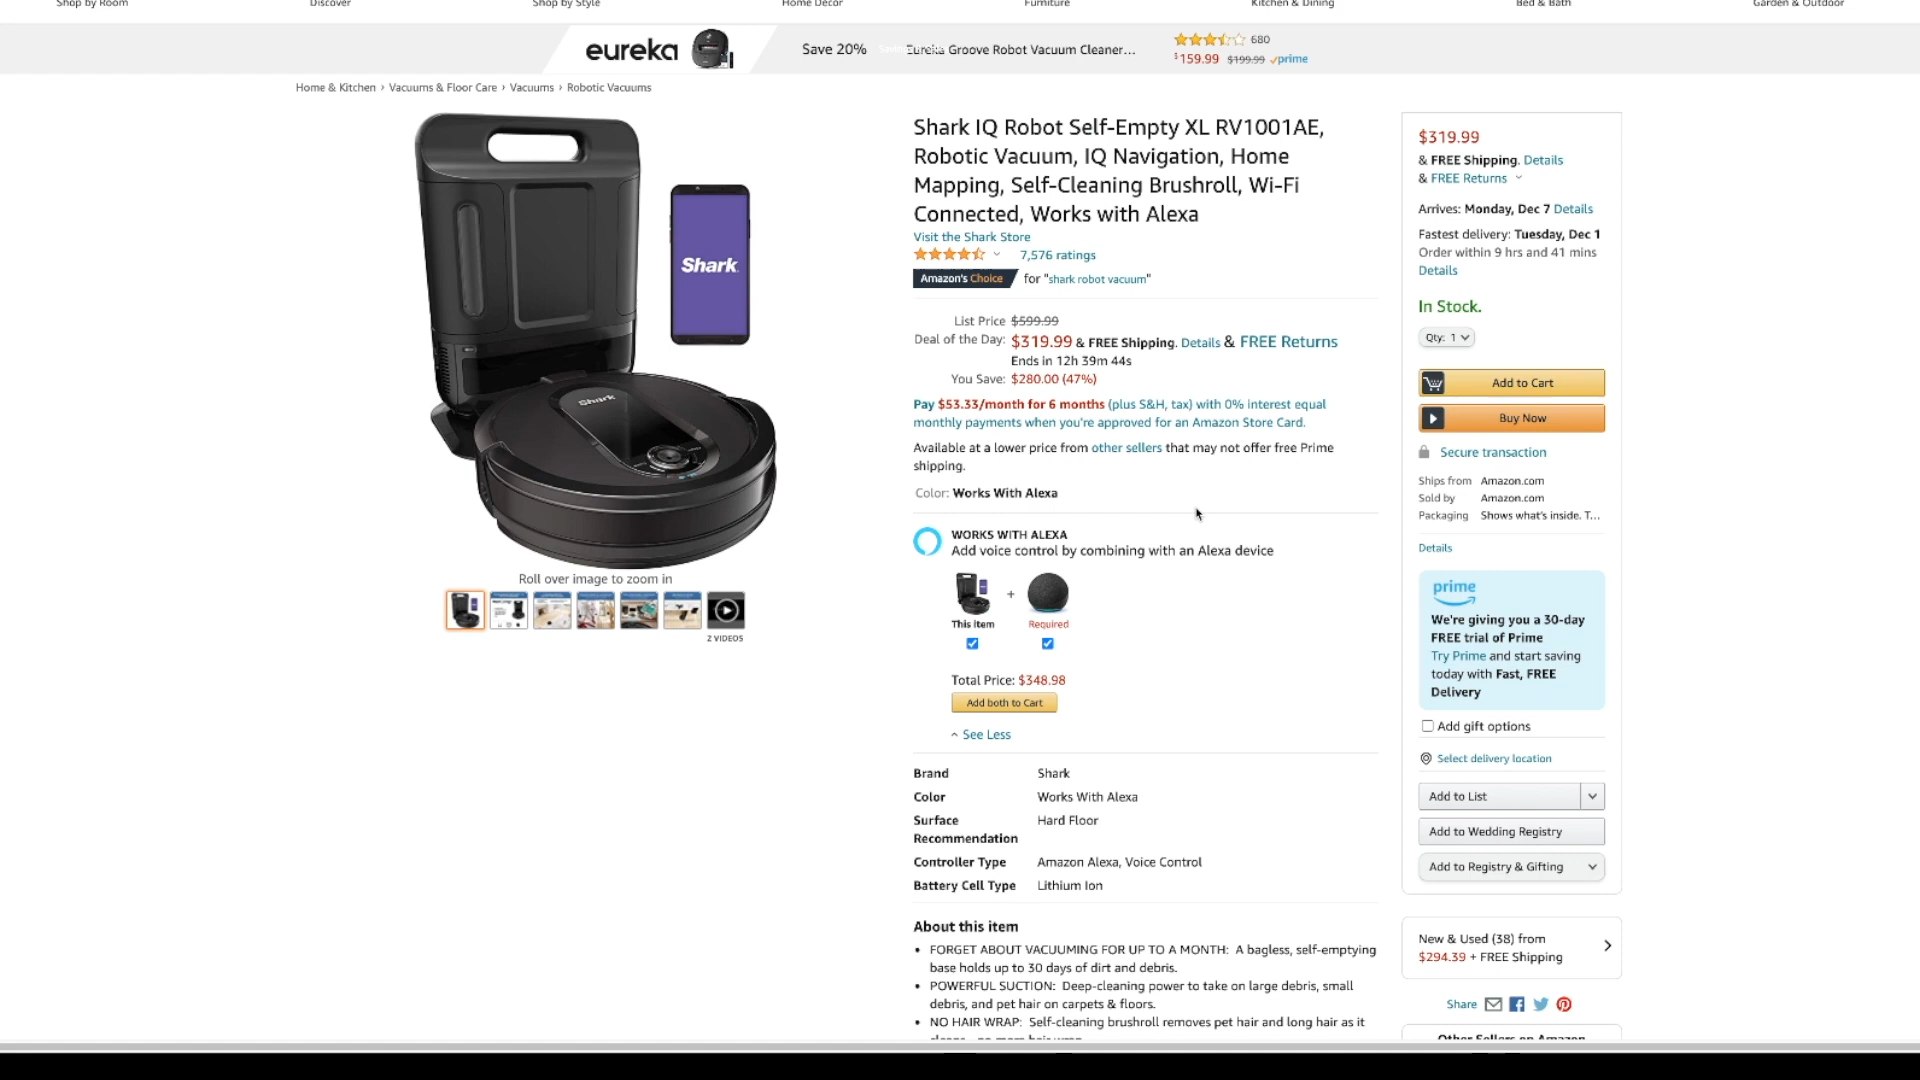 Shop by Room
Discover
Shop by Style
Home Décor
Furniture
Kitchen & Dining
Bed & Bath
Garden & Outdoor
eureka
Save 20%
Eureka Groove Robot Vacuum Cleaner…
680
$159.99 $199.99 prime
Home & Kitchen › Vacuums & Floor Care › Vacuums › Robotic Vacuums
Shark
Shark
Roll over image to zoom in
2 VIDEOS
Shark IQ Robot Self-Empty XL RV1001AE,
Robotic Vacuum, IQ Navigation, Home
Mapping, Self-Cleaning Brushroll, Wi-Fi
Connected, Works with Alexa
Visit the Shark Store
7,576 ratings
Amazon's Choice for "shark robot vacuum"
List Price $599.99
Deal of the Day: $319.99 & FREE Shipping. Details & FREE Returns
Ends in 12h 39m 44s
You Save: $280.00 (47%)
Pay $53.33/month for 6 months (plus S&H, tax) with 0% interest equal
monthly payments when you're approved for an Amazon Store Card.
Available at a lower price from other sellers that may not offer free Prime
shipping.
Color: Works With Alexa
WORKS WITH ALEXA
Add voice control by combining with an Alexa device
+
This item
Required
Total Price: $348.98
Add both to Cart
See Less
Brand Shark
Color Works With Alexa
Surface Hard Floor
Recommendation
Controller Type Amazon Alexa, Voice Control
Battery Cell Type Lithium Ion
About this item
• FORGET ABOUT VACUUMING FOR UP TO A MONTH: A bagless, self-emptying
base holds up to 30 days of dirt and debris.
• POWERFUL SUCTION: Deep-cleaning power to take on large debris, small
debris, and pet hair on carpets & floors.
• NO HAIR WRAP: Self-cleaning brushroll removes pet hair and long hair as it
$319.99
& FREE Shipping. Details
& FREE Returns
Arrives: Monday, Dec 7 Details
Fastest delivery: Tuesday, Dec 1
Order within 9 hrs and 41 mins
Details
In Stock.
Qty: 1
Add to Cart
Buy Now
Secure transaction
Ships from Amazon.com
Sold by Amazon.com
Packaging Shows what's inside. T…
Details
prime
We're giving you a 30-day
FREE trial of Prime
Try Prime and start saving
today with Fast, FREE
Delivery
Add gift options
Select delivery location
Add to List
Add to Wedding Registry
Add to Registry & Gifting
New & Used (38) from
$294.39 + FREE Shipping
Share
Other Sellers on Amazon